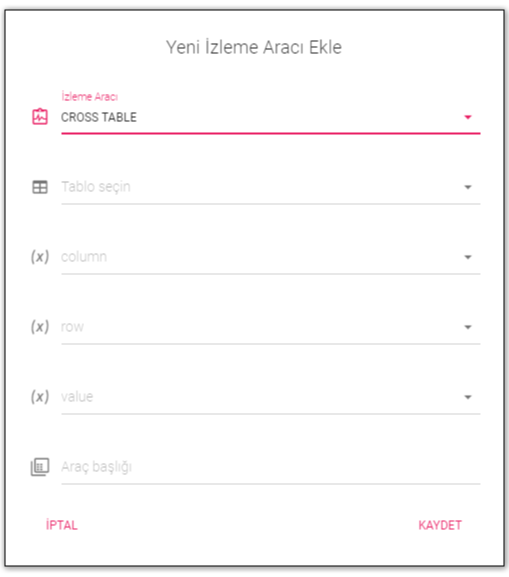 Yeni İzleme Aracı Ekle
İzleme Aracı
CROSS TABLE
Tablo seçin
(x) column
(x) row
(x) value
Araç başlığı
İPTAL KAYDET